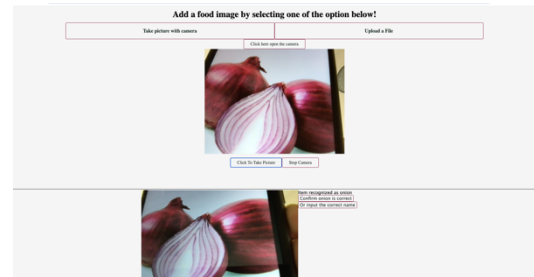 Add a food image by selecting one of the option below!
Take picture with camera
Upload a File
Click here open the camera
Click To Take Picture
Stop Camera
Item recognized as onion
Confirm onion is correct
Or input the correct name